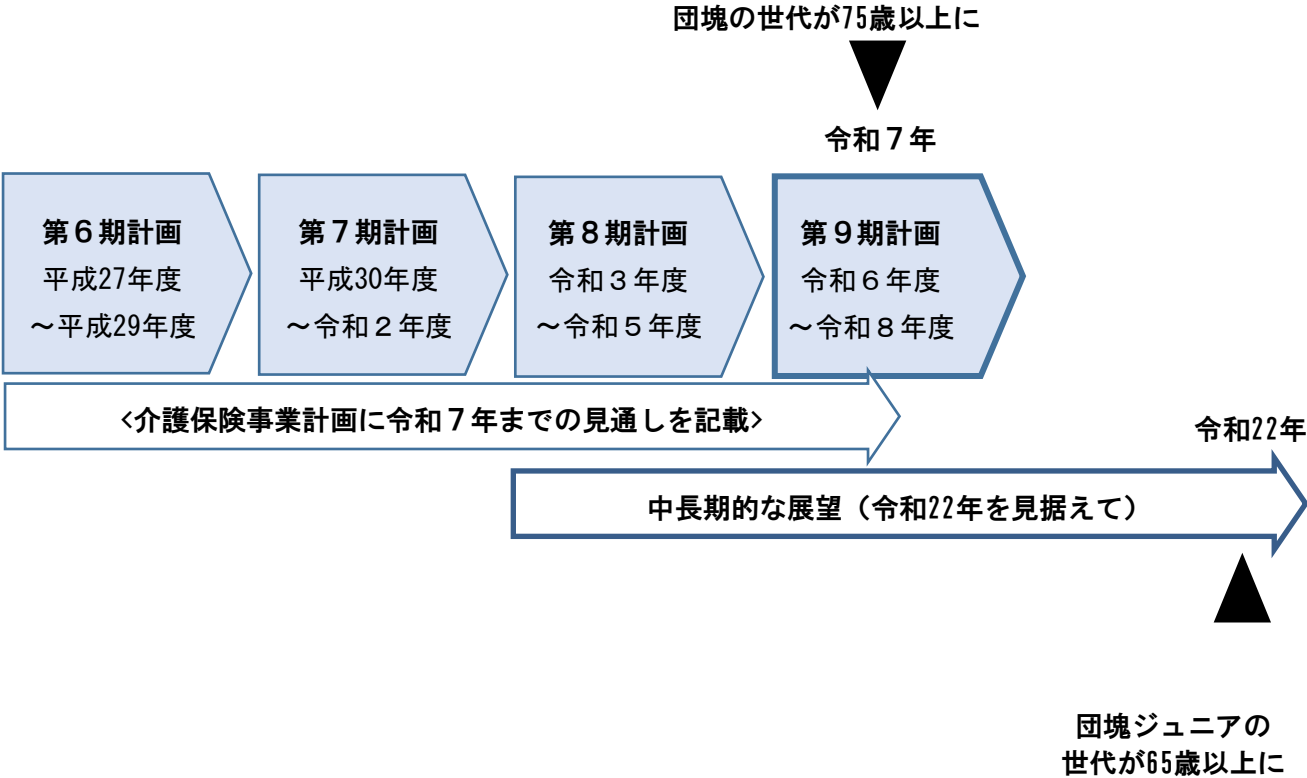 団塊の世代が75歳以上に
令和７年
第６期計画
平成27年度
～平成29年度
第７期計画
平成30年度
～令和２年度
第８期計画
令和３年度
～令和５年度
第９期計画
令和６年度
～令和８年度
<介護保険事業計画に令和７年までの見通しを記載>
令和22年
中長期的な展望（令和22年を見据えて）
団塊ジュニアの
世代が65歳以上に